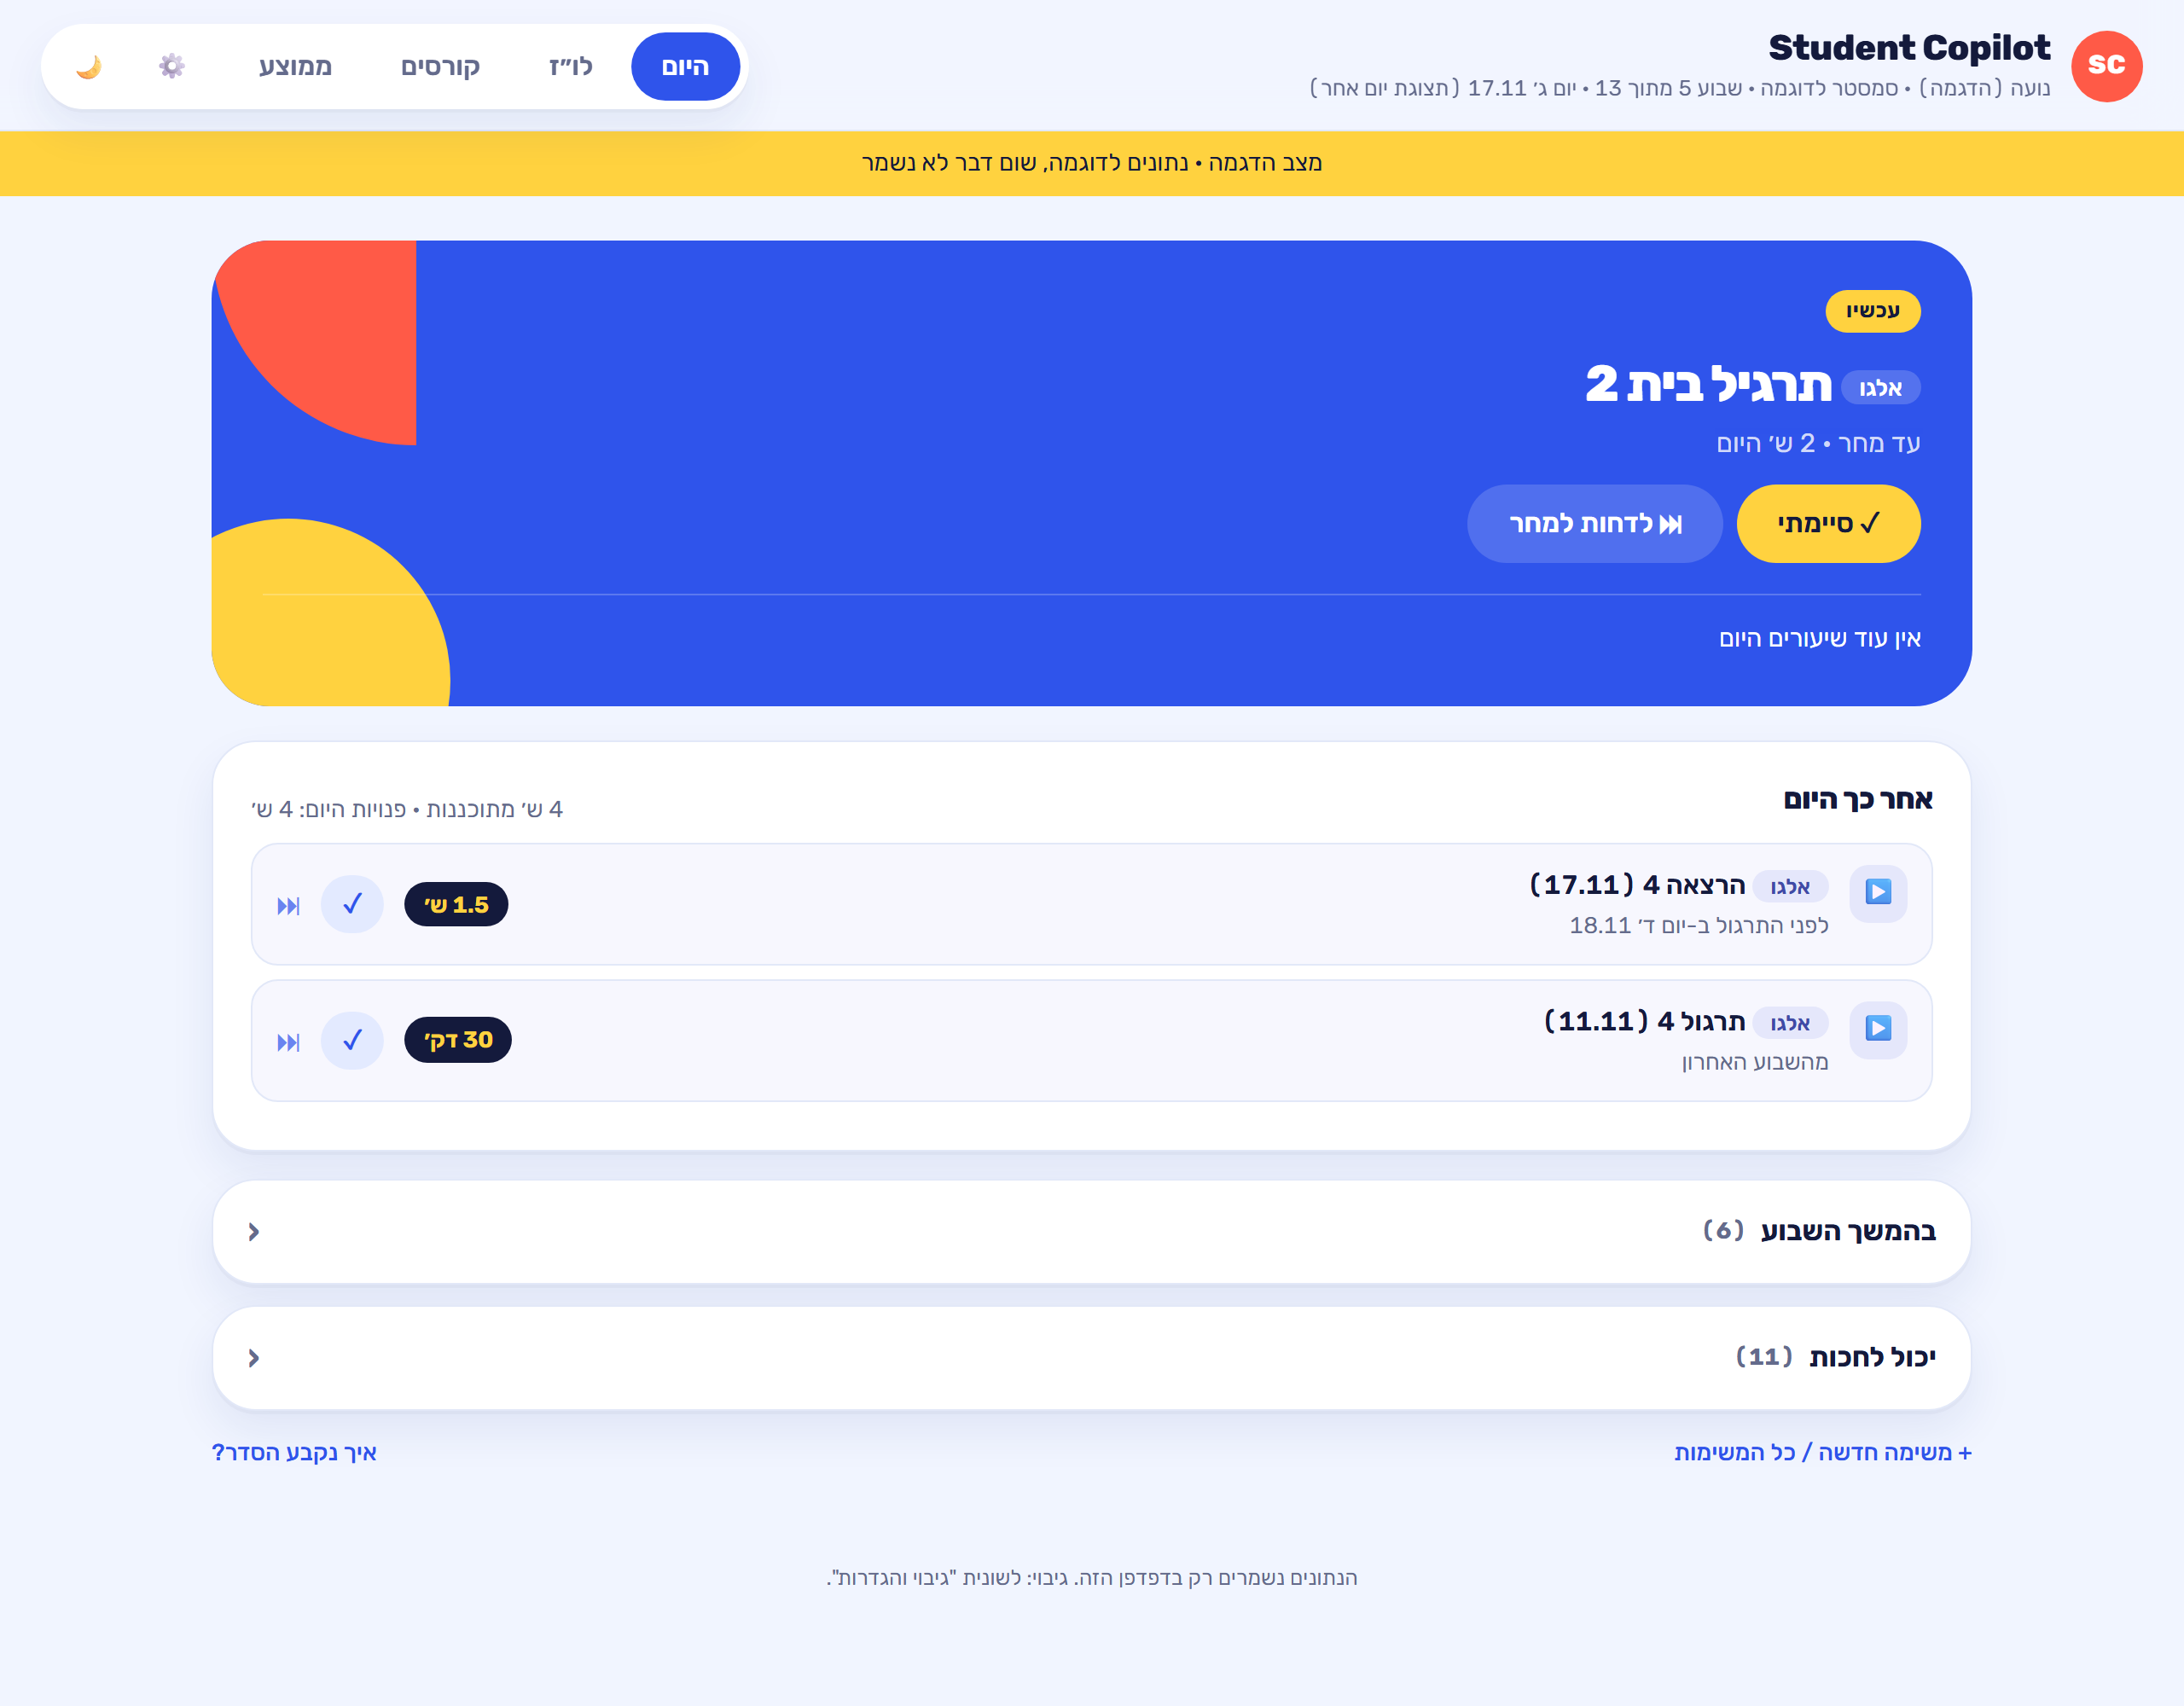 SC
Student Copilot
נועה (הדגמה) • סמסטר לדוגמה • שבוע 5 מתוך 13 • יום ג׳ 17.11 (תצוגת יום אחר)
היום
לו״ז
קורסים
ממוצע
מצב הדגמה • נתונים לדוגמה, שום דבר לא נשמר
עכשיו
אלגו תרגיל בית 2
עד מחר • 2 ש׳ היום
✓ סיימתי
⏭ לדחות למחר
אין עוד שיעורים היום
אחר כך היום
4 ש׳ מתוכננות • פנויות היום: 4 ש׳
אלגו הרצאה 4 (17.11)
לפני התרגול ב-יום ד׳ 18.11
1.5 ש׳
✓
אלגו תרגול 4 (11.11)
מהשבוע האחרון
30 דק׳
✓
בהמשך השבוע (6)
יכול לחכות (11)
+ משימה חדשה / כל המשימות
איך נקבע הסדר?
הנתונים נשמרים רק בדפדפן הזה. גיבוי: לשונית "גיבוי והגדרות".